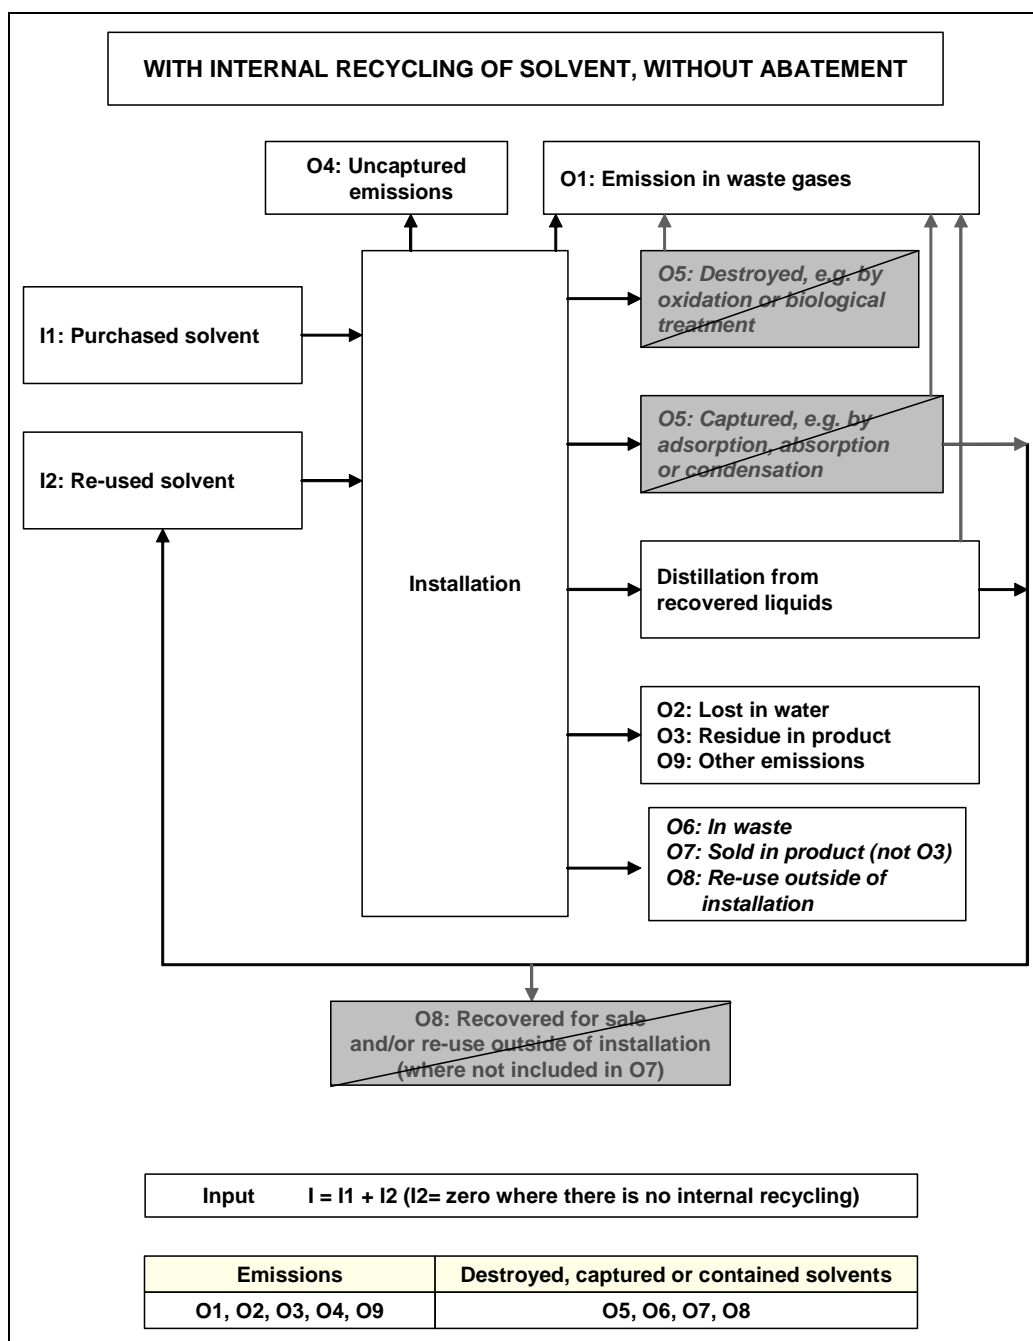 WITH INTERNAL RECYCLING OF SOLVENT, WITHOUT ABATEMENT
O4: Uncaptured
emissions
O1: Emission in waste gases
I1: Purchased solvent
I2: Re-used solvent
Installation
O5: Destroyed, e.g. by
oxidation or biological
treatment
O5: Captured, e.g. by
adsorption, absorption
or condensation
Distillation from
recovered liquids
O2: Lost in water
O3: Residue in product
O9: Other emissions
O6: In waste
O7: Sold in product (not O3)
O8: Re-use outside of
installation
O8: Recovered for sale
and/or re-use outside of installation
(where not included in O7)
Input I = I1 + I2 (I2= zero where there is no internal recycling)
Emissions Destroyed, captured or contained solvents
O1, O2, O3, O4, O9 O5, O6, O7, O8